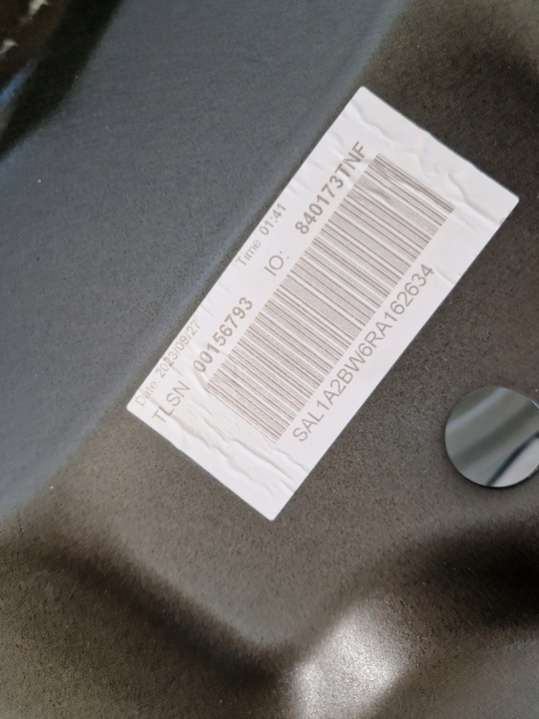 Date: 2023/09/27 Time 01:41
TLSN 00156793 IO: 840173TNF
SAL1A2BW6RA162634